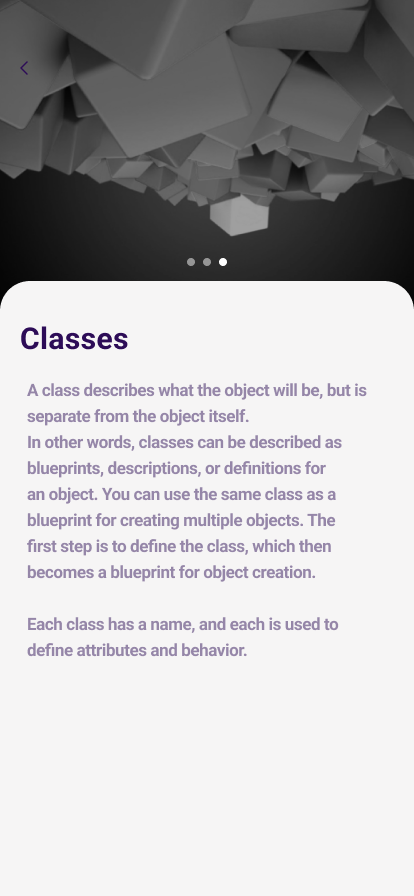 Classes
A class describes what the object will be, but is
separate from the object itself.
In other words, classes can be described as
blueprints, descriptions, or definitions for
an object. You can use the same class as a
blueprint for creating multiple objects. The
first step is to define the class, which then
becomes a blueprint for object creation.
Each class has a name, and each is used to
define attributes and behavior.